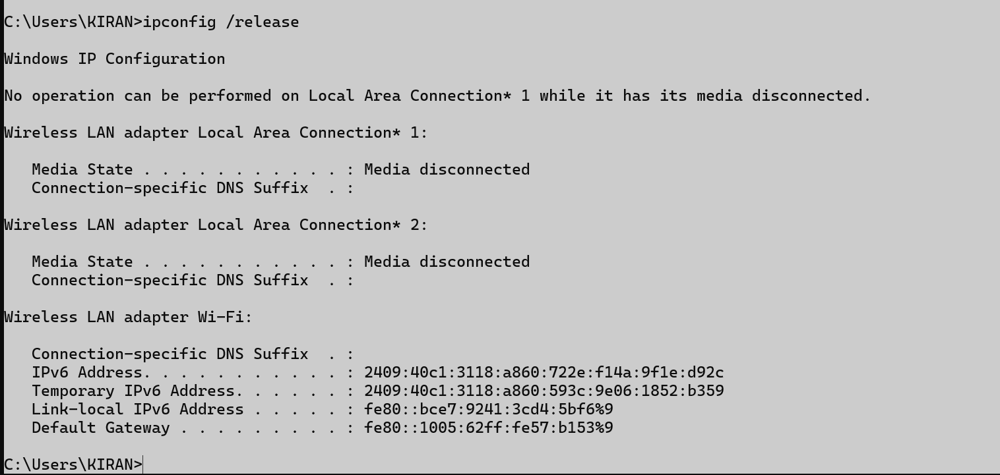 C:\Users\KIRAN>ipconfig /release
Windows IP Configuration
No operation can be performed on Local Area Connection* 1 while it has its media disconnected.
Wireless LAN adapter Local Area Connection* 1:
   Media State . . . . . . . . . . . : Media disconnected
   Connection-specific DNS Suffix  . :
Wireless LAN adapter Local Area Connection* 2:
   Media State . . . . . . . . . . . : Media disconnected
   Connection-specific DNS Suffix  . :
Wireless LAN adapter Wi-Fi:
   Connection-specific DNS Suffix  . :
   IPv6 Address. . . . . . . . . . . : 2409:40c1:3118:a860:722e:f14a:9f1e:d92c
   Temporary IPv6 Address. . . . . . : 2409:40c1:3118:a860:593c:9e06:1852:b359
   Link-local IPv6 Address . . . . . : fe80::bce7:9241:3cd4:5bf6%9
   Default Gateway . . . . . . . . . : fe80::1005:62ff:fe57:b153%9
C:\Users\KIRAN>